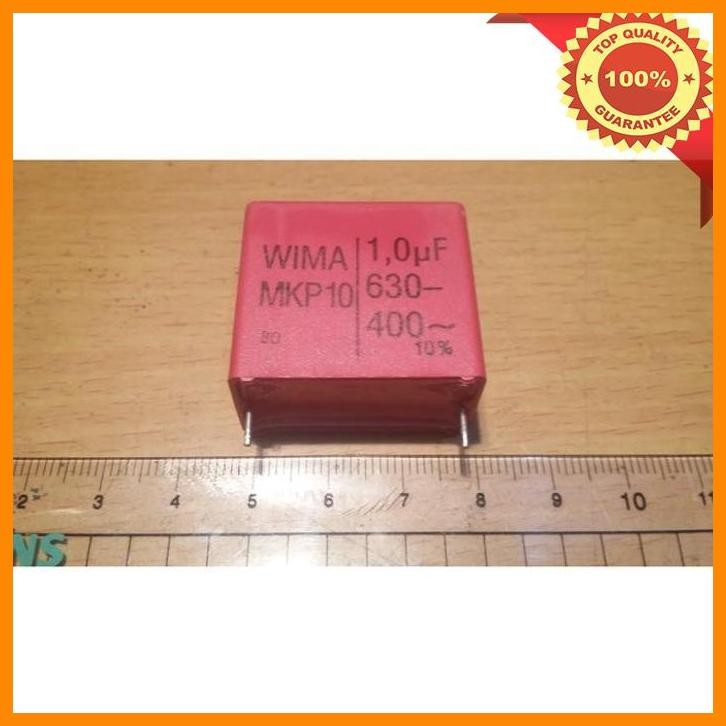 TOP QUALITY
100%
GUARANTEE
WIMA
MKP10
1,0µF
630–
400~
10%
2 3 4 5 6 7 8 9 10 11
NS